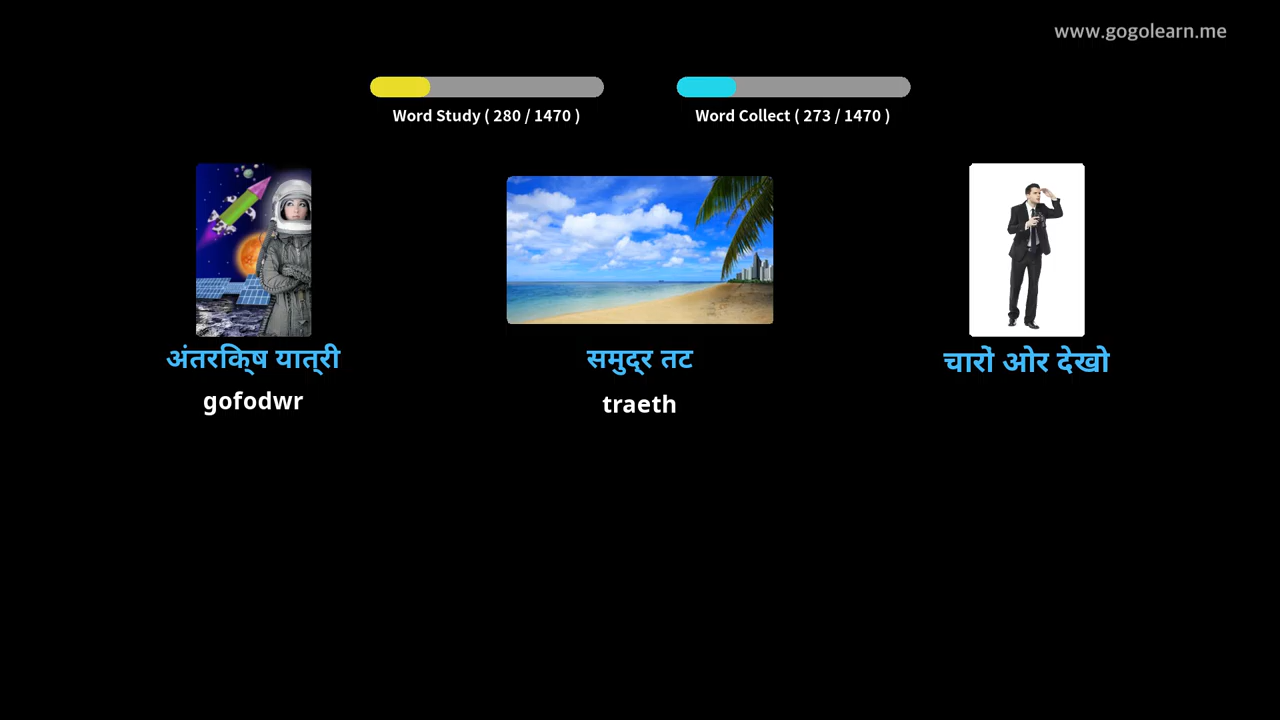 www.gogolearn.me
Word Study ( 280 / 1470 )
Word Collect ( 273 / 1470 )
अंतरक्षि यात्री
समुद्र तट
चारों ओर देखो
gofodwr
traeth